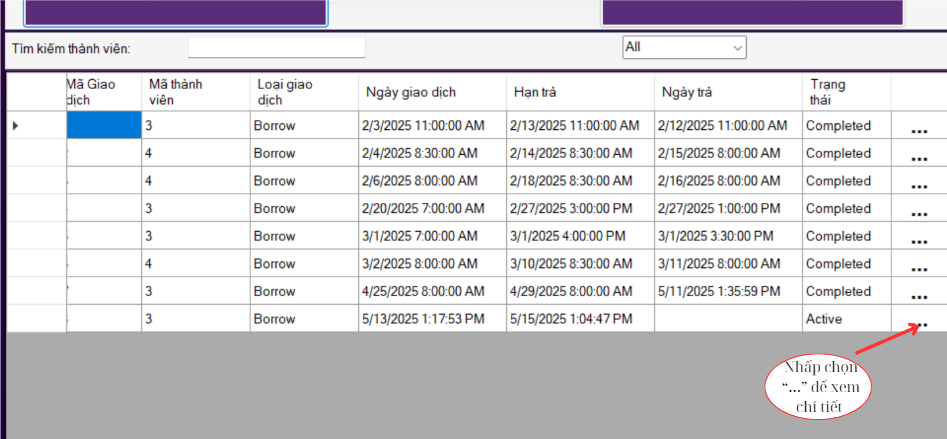 Tìm kiếm thành viên: All
Mã Giao dịch Mã thành viên Loại giao dịch Ngày giao dịch Hạn trả Ngày trả Trạng thái
3 Borrow 2/3/2025 11:00:00 AM 2/13/2025 11:00:00 AM 2/12/2025 11:00:00 AM Completed ...
4 Borrow 2/4/2025 8:30:00 AM 2/14/2025 8:30:00 AM 2/15/2025 8:00:00 AM Completed ...
4 Borrow 2/6/2025 8:00:00 AM 2/18/2025 8:30:00 AM 2/16/2025 8:00:00 AM Completed ...
3 Borrow 2/20/2025 7:00:00 AM 2/27/2025 3:00:00 PM 2/27/2025 1:00:00 PM Completed ...
3 Borrow 3/1/2025 7:00:00 AM 3/1/2025 4:00:00 PM 3/1/2025 3:30:00 PM Completed ...
4 Borrow 3/2/2025 8:00:00 AM 3/10/2025 8:30:00 AM 3/11/2025 8:00:00 AM Completed ...
3 Borrow 4/25/2025 8:00:00 AM 4/29/2025 8:00:00 AM 5/11/2025 1:35:59 PM Completed ...
3 Borrow 5/13/2025 1:17:53 PM 5/15/2025 1:04:47 PM Active ...
Nhấp chọn
“...” để xem
chi tiết